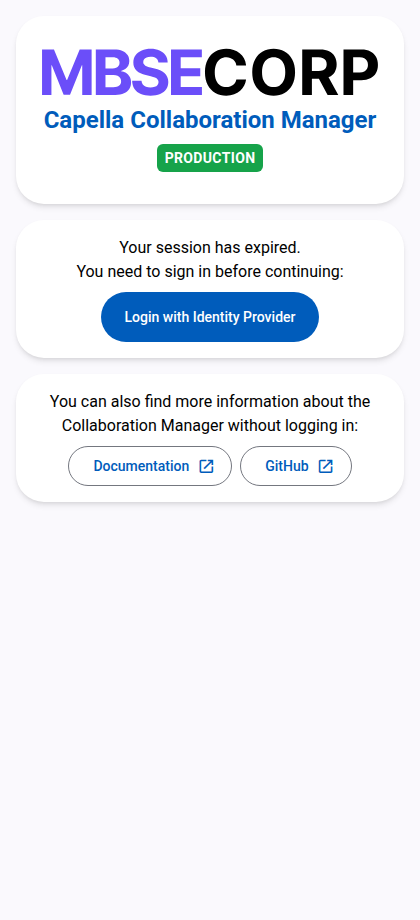 MBSECORP
Capella Collaboration Manager
PRODUCTION
Your session has expired.
You need to sign in before continuing:
Login with Identity Provider
You can also find more information about the
Collaboration Manager without logging in:
Documentation
GitHub